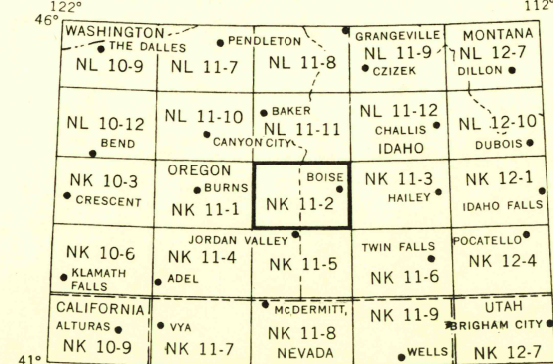 122°
112°
46°
WASHINGTON
THE DALLES
NL 10-9
PENDLETON
NL 11-7
NL 11-8
GRANGEVILLE
NL 11-9
CZIZEK
MONTANA
NL 12-7
DILLON
NL 10-12
BEND
NL 11-10
CANYON CITY
BAKER
NL 11-11
NL 11-12
CHALLIS
IDAHO
NL 12-10
DUBOIS
NK 10-3
CRESCENT
OREGON
BURNS
NK 11-1
BOISE
NK 11-2
NK 11-3
HAILEY
NK 12-1
IDAHO FALLS
NK 10-6
KLAMATH
FALLS
NK 11-4
ADEL
JORDAN VALLEY
NK 11-5
TWIN FALLS
NK 11-6
POCATELLO
NK 12-4
CALIFORNIA
ALTURAS
NK 10-9
VYA
NK 11-7
McDERMITT,
NK 11-8
NEVADA
NK 11-9
WELLS
UTAH
BRIGHAM CITY
NK 12-7
41°